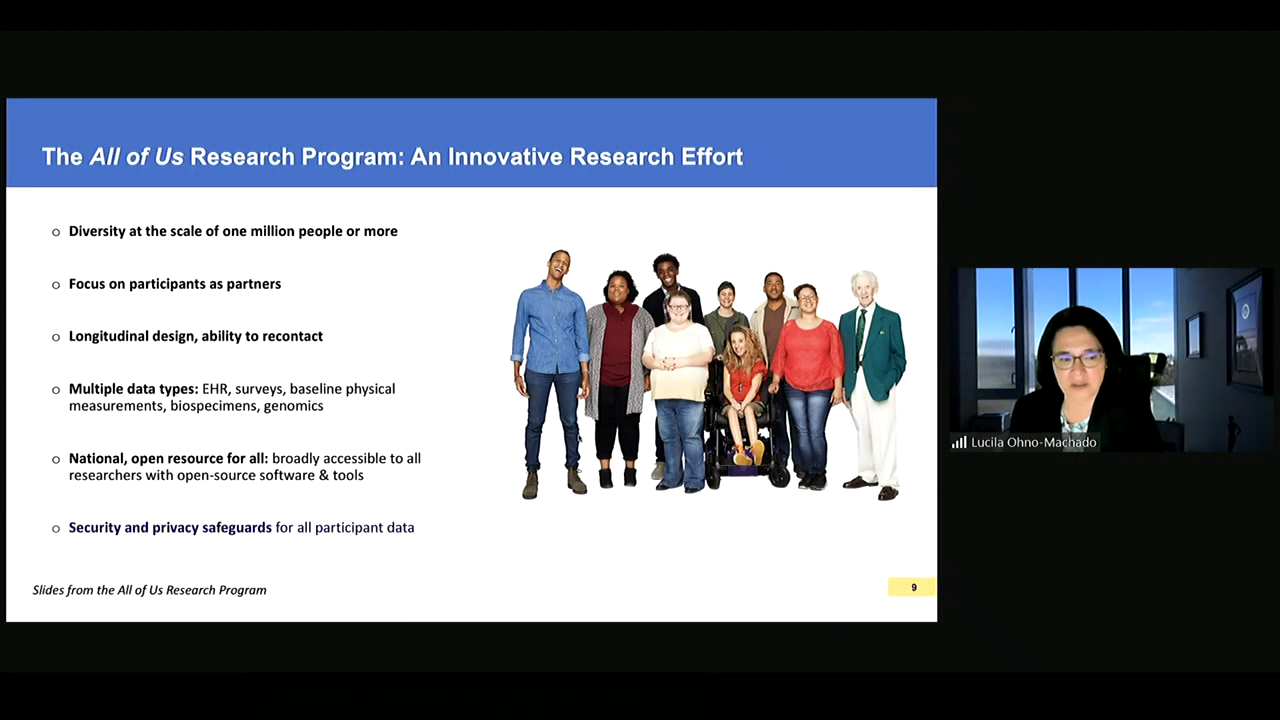 The All of Us Research Program: An Innovative Research Effort
o Diversity at the scale of one million people or more
o Focus on participants as partners
o Longitudinal design, ability to recontact
o Multiple data types: EHR, surveys, baseline physical
measurements, biospecimens, genomics
o National, open resource for all: broadly accessible to all
researchers with open-source software & tools
o Security and privacy safeguards for all participant data
Slides from the All of Us Research Program
9
Lucila Ohno-Machado